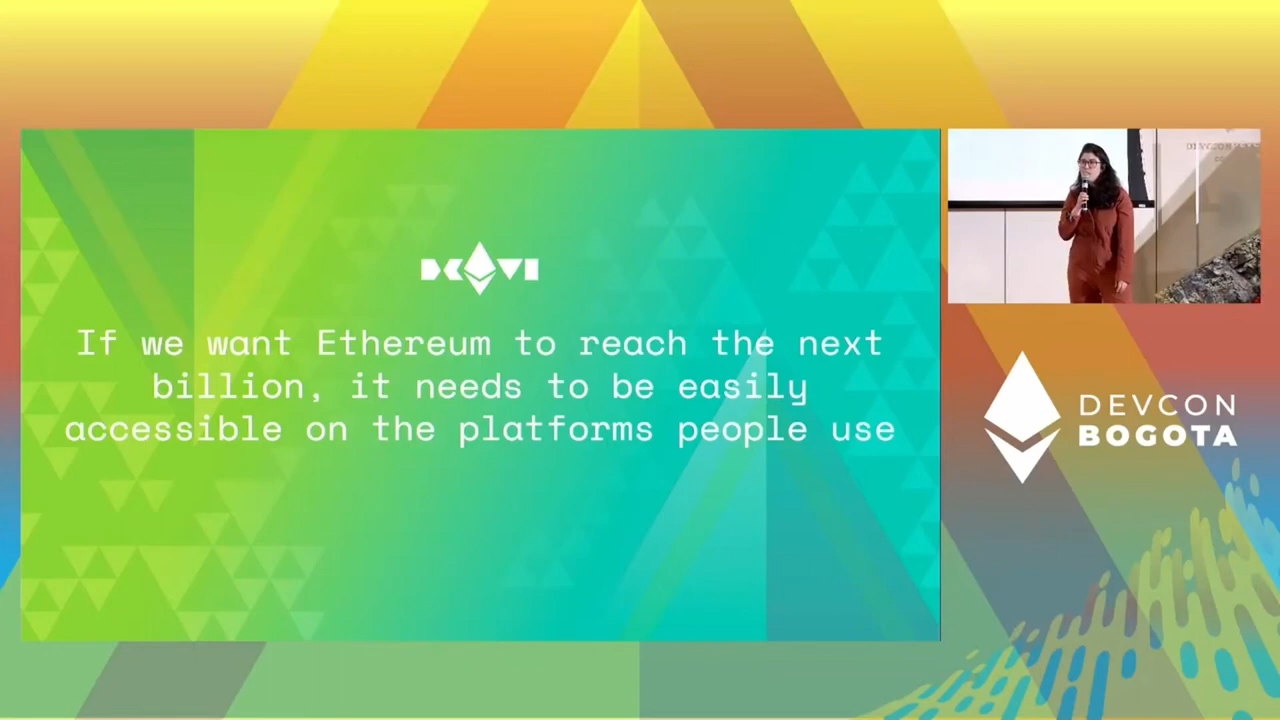 If we want Ethereum to reach the next
billion, it needs to be easily
accessible on the platforms people use
DEVCON
BOGOTA